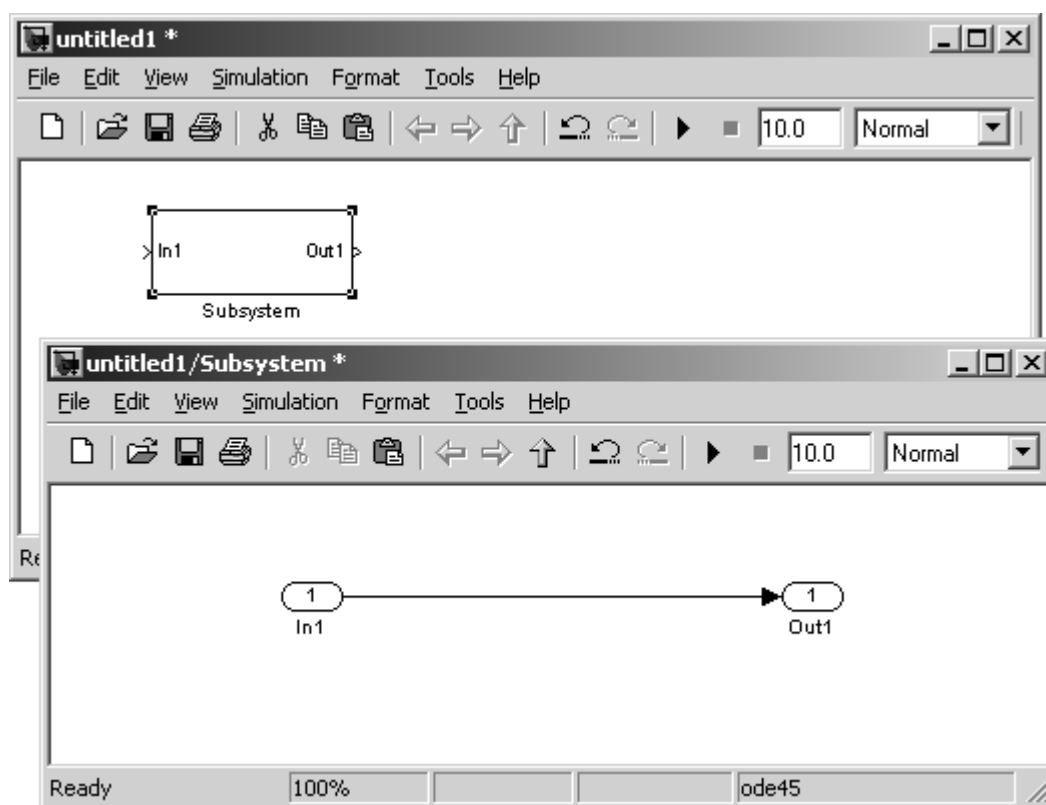 untitled1 *
File Edit View Simulation Format Tools Help
10.0 Normal
In1 Out1
Subsystem
untitled1/Subsystem *
File Edit View Simulation Format Tools Help
10.0 Normal
Re
1 1
In1 Out1
Ready 100% ode45